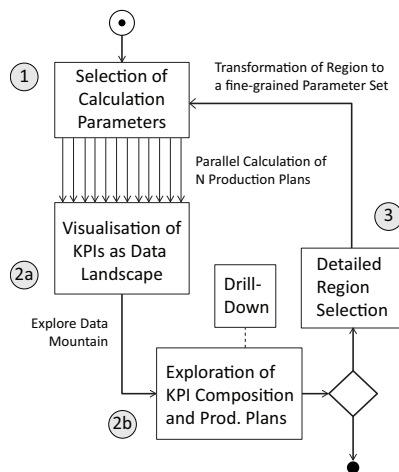 1
Selection of
Calculation
Parameters
Transformation of Region to
a fine-grained Parameter Set
Parallel Calculation of
N Production Plans
2a
Visualisation of
KPIs as Data
Landscape
3
Detailed
Region
Selection
Drill-
Down
Explore Data
Mountain
Exploration of
KPI Composition
and Prod. Plans
2b